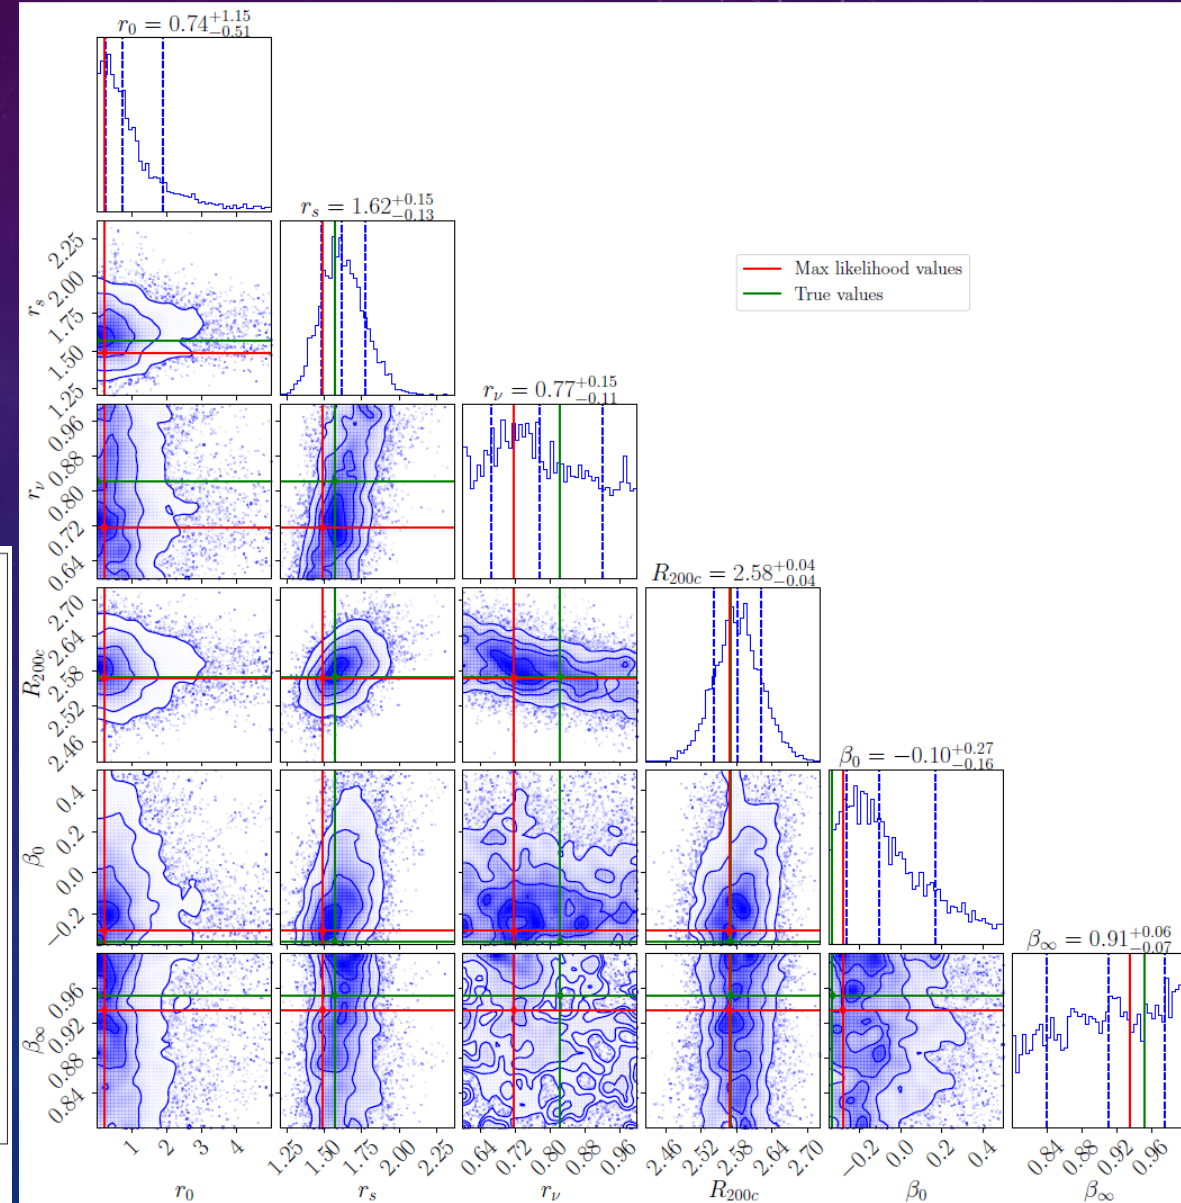 r₀ = 0.74^{+1.15}_{-0.51}
r_s = 1.62^{+0.15}_{-0.13}
Max likelihood values
True values
r_ν = 0.77^{+0.15}_{-0.11}
R_{200c} = 2.58^{+0.04}_{-0.04}
β₀ = −0.10^{+0.27}_{-0.16}
β_∞ = 0.91^{+0.06}_{-0.07}
r_s
2.25
2.00
1.75
1.50
1.25
r_ν
0.96
0.88
0.80
0.72
0.64
R_{200c}
2.70
2.64
2.58
2.52
2.46
β₀
0.4
0.2
0.0
−0.2
β_∞
0.96
0.92
0.88
0.84
1 2 3 4
r₀
1.25 1.50 1.75 2.00 2.25
r_s
0.64 0.72 0.80 0.88 0.96
r_ν
2.46 2.52 2.58 2.64 2.70
R_{200c}
−0.2 0.0 0.2 0.4
β₀
0.84 0.88 0.92 0.96
β_∞